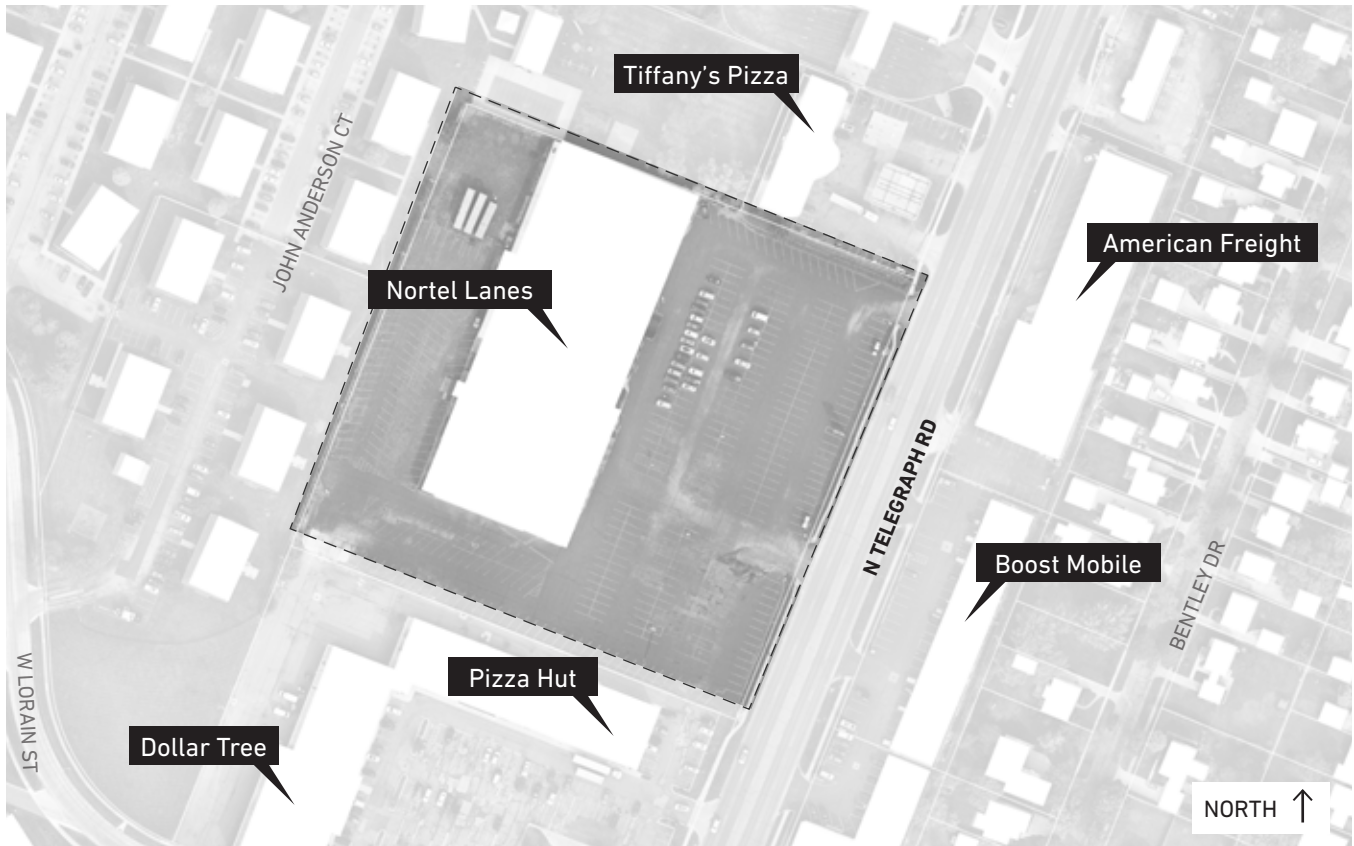 Tiffany's Pizza
JOHN ANDERSON CT
American Freight
Nortel Lanes
N TELEGRAPH RD
Boost Mobile
BENTLEY DR
Pizza Hut
W LORAIN ST
Dollar Tree
NORTH ↑